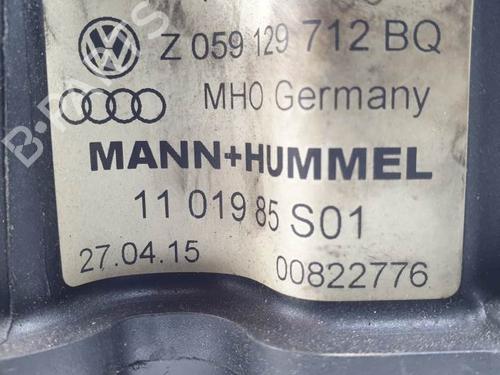 Z 059 129 712 BQ
MHO Germany
MANN+HUMMEL
11 019 85 S01
27.04.15 00822776